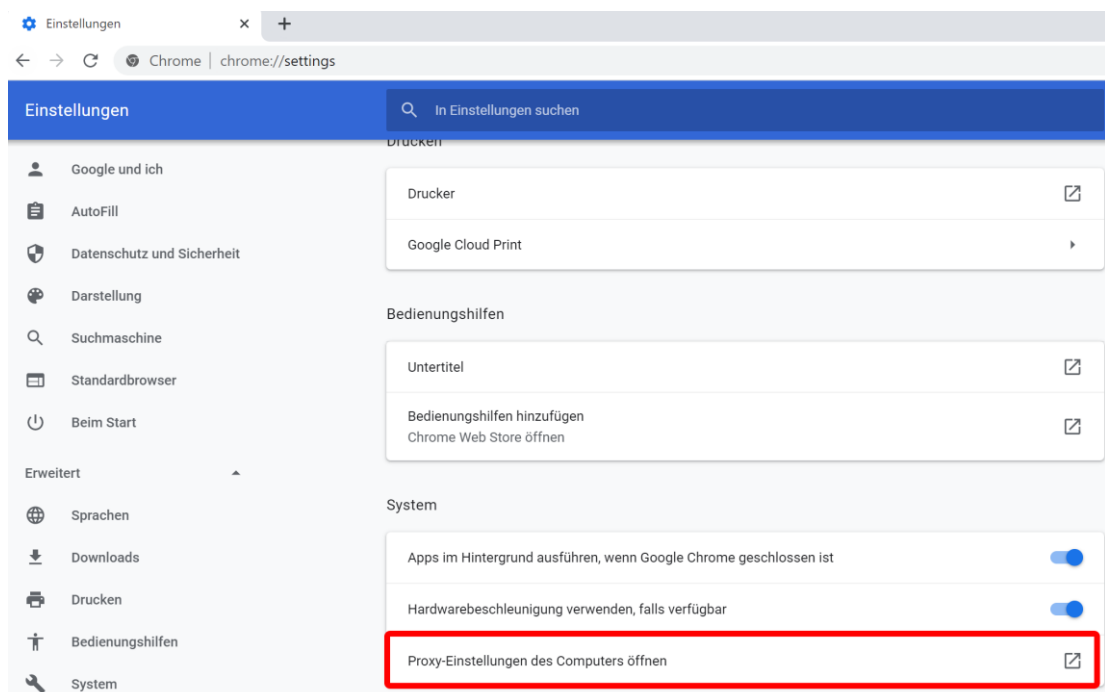 Einstellungen
Chrome | chrome://settings
Einstellungen
In Einstellungen suchen
Google und ich
AutoFill
Datenschutz und Sicherheit
Darstellung
Suchmaschine
Standardbrowser
Beim Start
Erweitert
Sprachen
Downloads
Drucken
Bedienungshilfen
System
Drucken
Drucker
Google Cloud Print
Bedienungshilfen
Untertitel
Bedienungshilfen hinzufügen
Chrome Web Store öffnen
System
Apps im Hintergrund ausführen, wenn Google Chrome geschlossen ist
Hardwarebeschleunigung verwenden, falls verfügbar
Proxy-Einstellungen des Computers öffnen